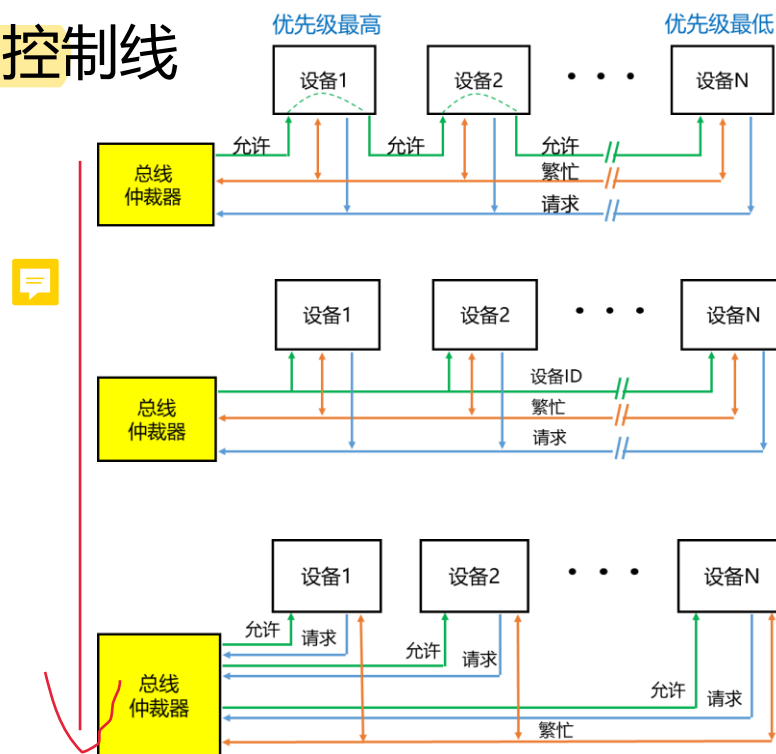 控制线
优先级最高
优先级最低
设备1
设备2
设备N
允许
允许
允许
繁忙
请求
总线
仲裁器
设备1
设备2
设备N
设备ID
繁忙
请求
总线
仲裁器
设备1
设备2
设备N
允许
请求
允许
请求
允许
请求
繁忙
总线
仲裁器